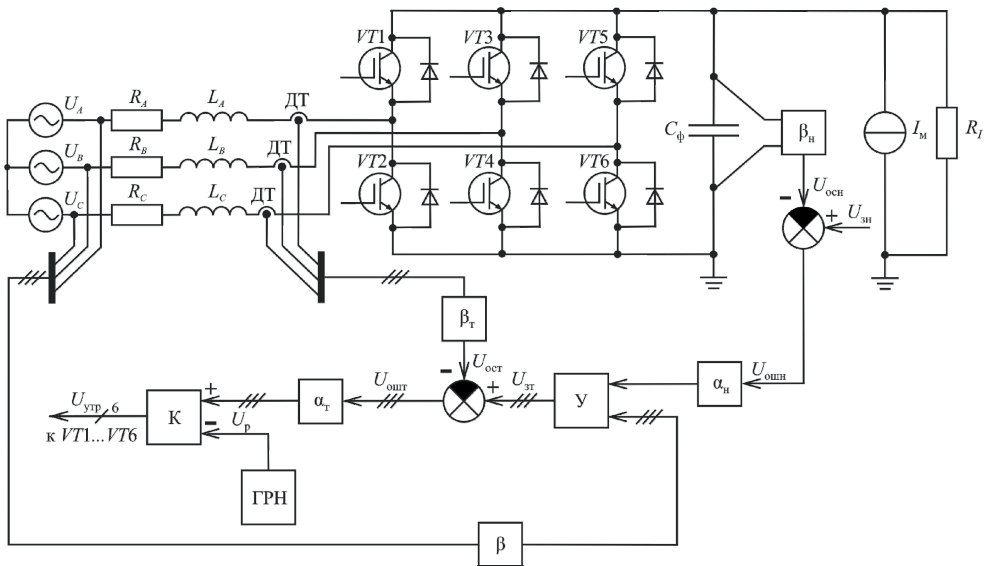 VT1 VT3 VT5
U_A R_A L_A ДТ
U_B R_B L_B ДТ
U_C R_C L_C ДТ
VT2 VT4 VT6
C_ф β_н I_м R_I
U_осн
− + U_зн
β_т
− U_ост
U_ошт + U_зт
α_н U_ошн
U_утр 6
к VT1...VT6
К + − U_р
α_т
У
ГРН
β